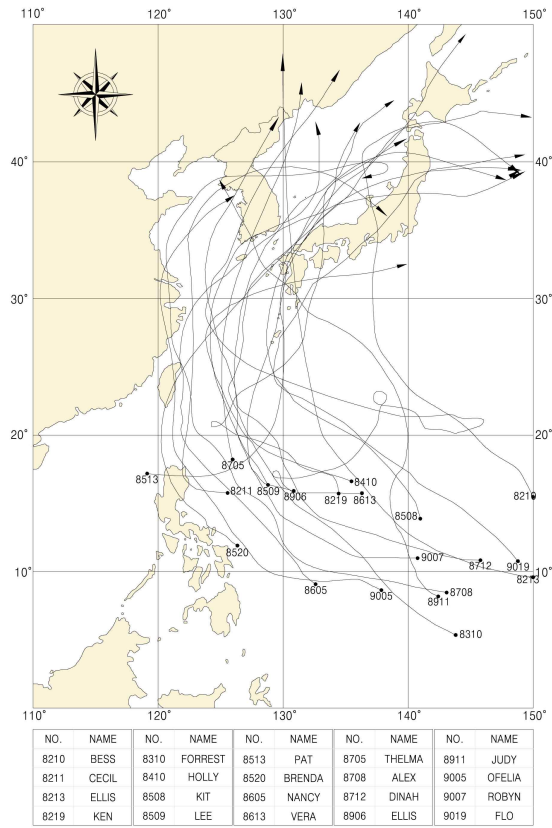 110° 120° 130° 140° 150°
40° 40°
30° 30°
20° 20°
8705
8513
8211 8509 8906 8219 8613
8410
8210
8508
8520
9007 8712 9019
10° 10°
8213
8605 9005 8708
8911
8310
110° 120° 130° 140° 150°
NO. NAME NO. NAME NO. NAME NO. NAME NO. NAME
8210 BESS 8310 FORREST 8513 PAT 8705 THELMA 8911 JUDY
8211 CECIL 8410 HOLLY 8520 BRENDA 8708 ALEX 9005 OFELIA
8213 ELLIS 8508 KIT 8605 NANCY 8712 DINAH 9007 ROBYN
8219 KEN 8509 LEE 8613 VERA 8906 ELLIS 9019 FLO